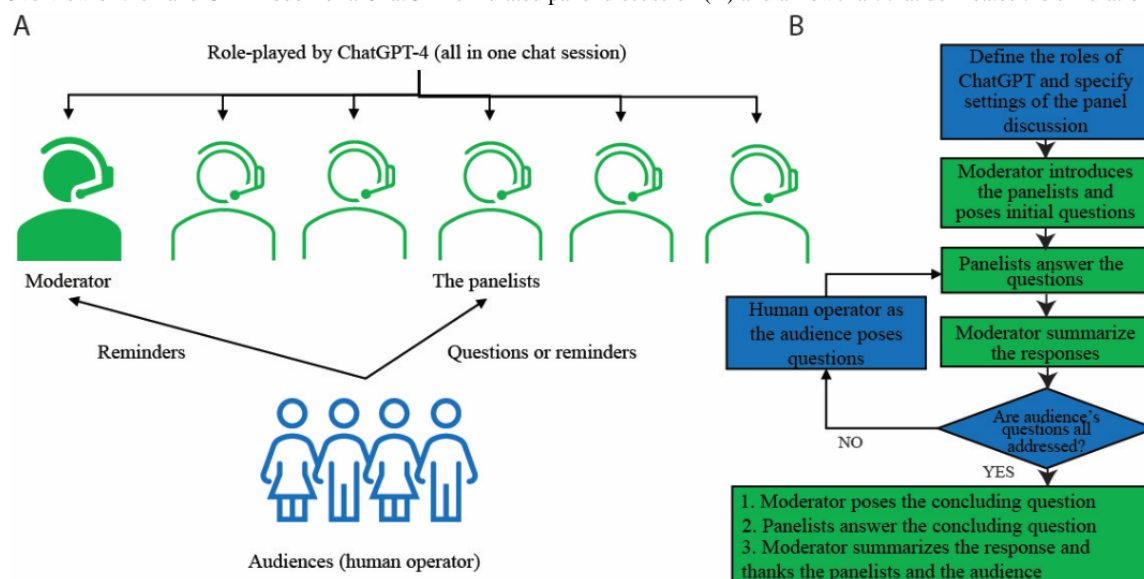 A
Role-played by ChatGPT-4 (all in one chat session)
Moderator
The panelists
Reminders
Questions or reminders
Audiences (human operator)
B
Define the roles of
ChatGPT and specify
settings of the panel
discussion
Moderator introduces
the panelists and
poses initial questions
Panelists answer the
questions
Human operator as
the audience poses
questions
Moderator summarize
the responses
Are audience's
questions all
addressed?
NO
YES
1. Moderator poses the concluding question
2. Panelists answer the concluding question
3. Moderator summarizes the response and
thanks the panelists and the audience